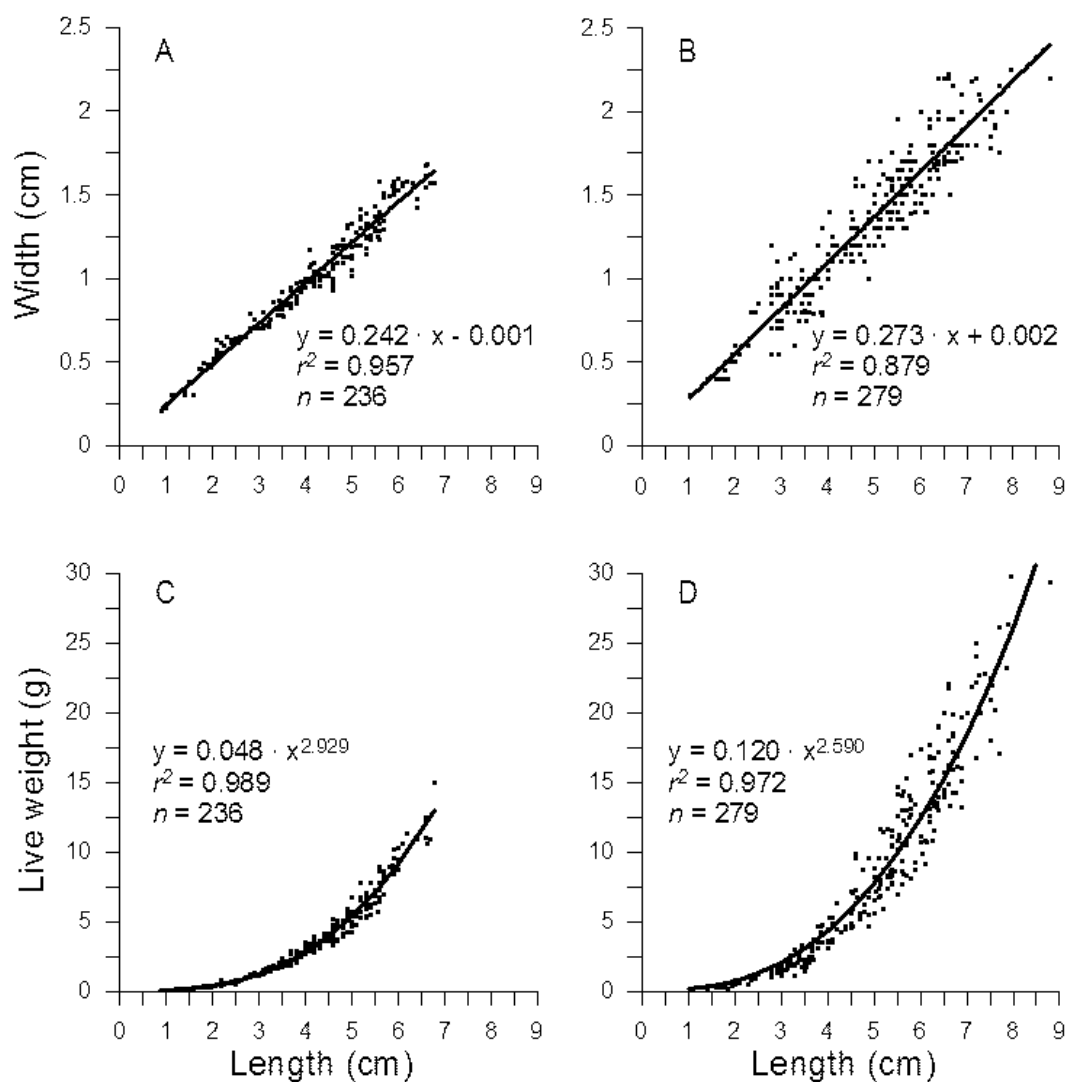 A
Width (cm)
2.5
2
1.5
1
0.5
0
y = 0.242 · x - 0.001
r² = 0.957
n = 236
0 1 2 3 4 5 6 7 8 9
B
2.5
2
1.5
1
0.5
0
y = 0.273 · x + 0.002
r² = 0.879
n = 279
0 1 2 3 4 5 6 7 8 9
C
Live weight (g)
30
25
20
15
10
5
0
y = 0.048 · x^2.929
r² = 0.989
n = 236
0 1 2 3 4 5 6 7 8 9
Length (cm)
D
30
25
20
15
10
5
0
y = 0.120 · x^2.590
r² = 0.972
n = 279
0 1 2 3 4 5 6 7 8 9
Length (cm)